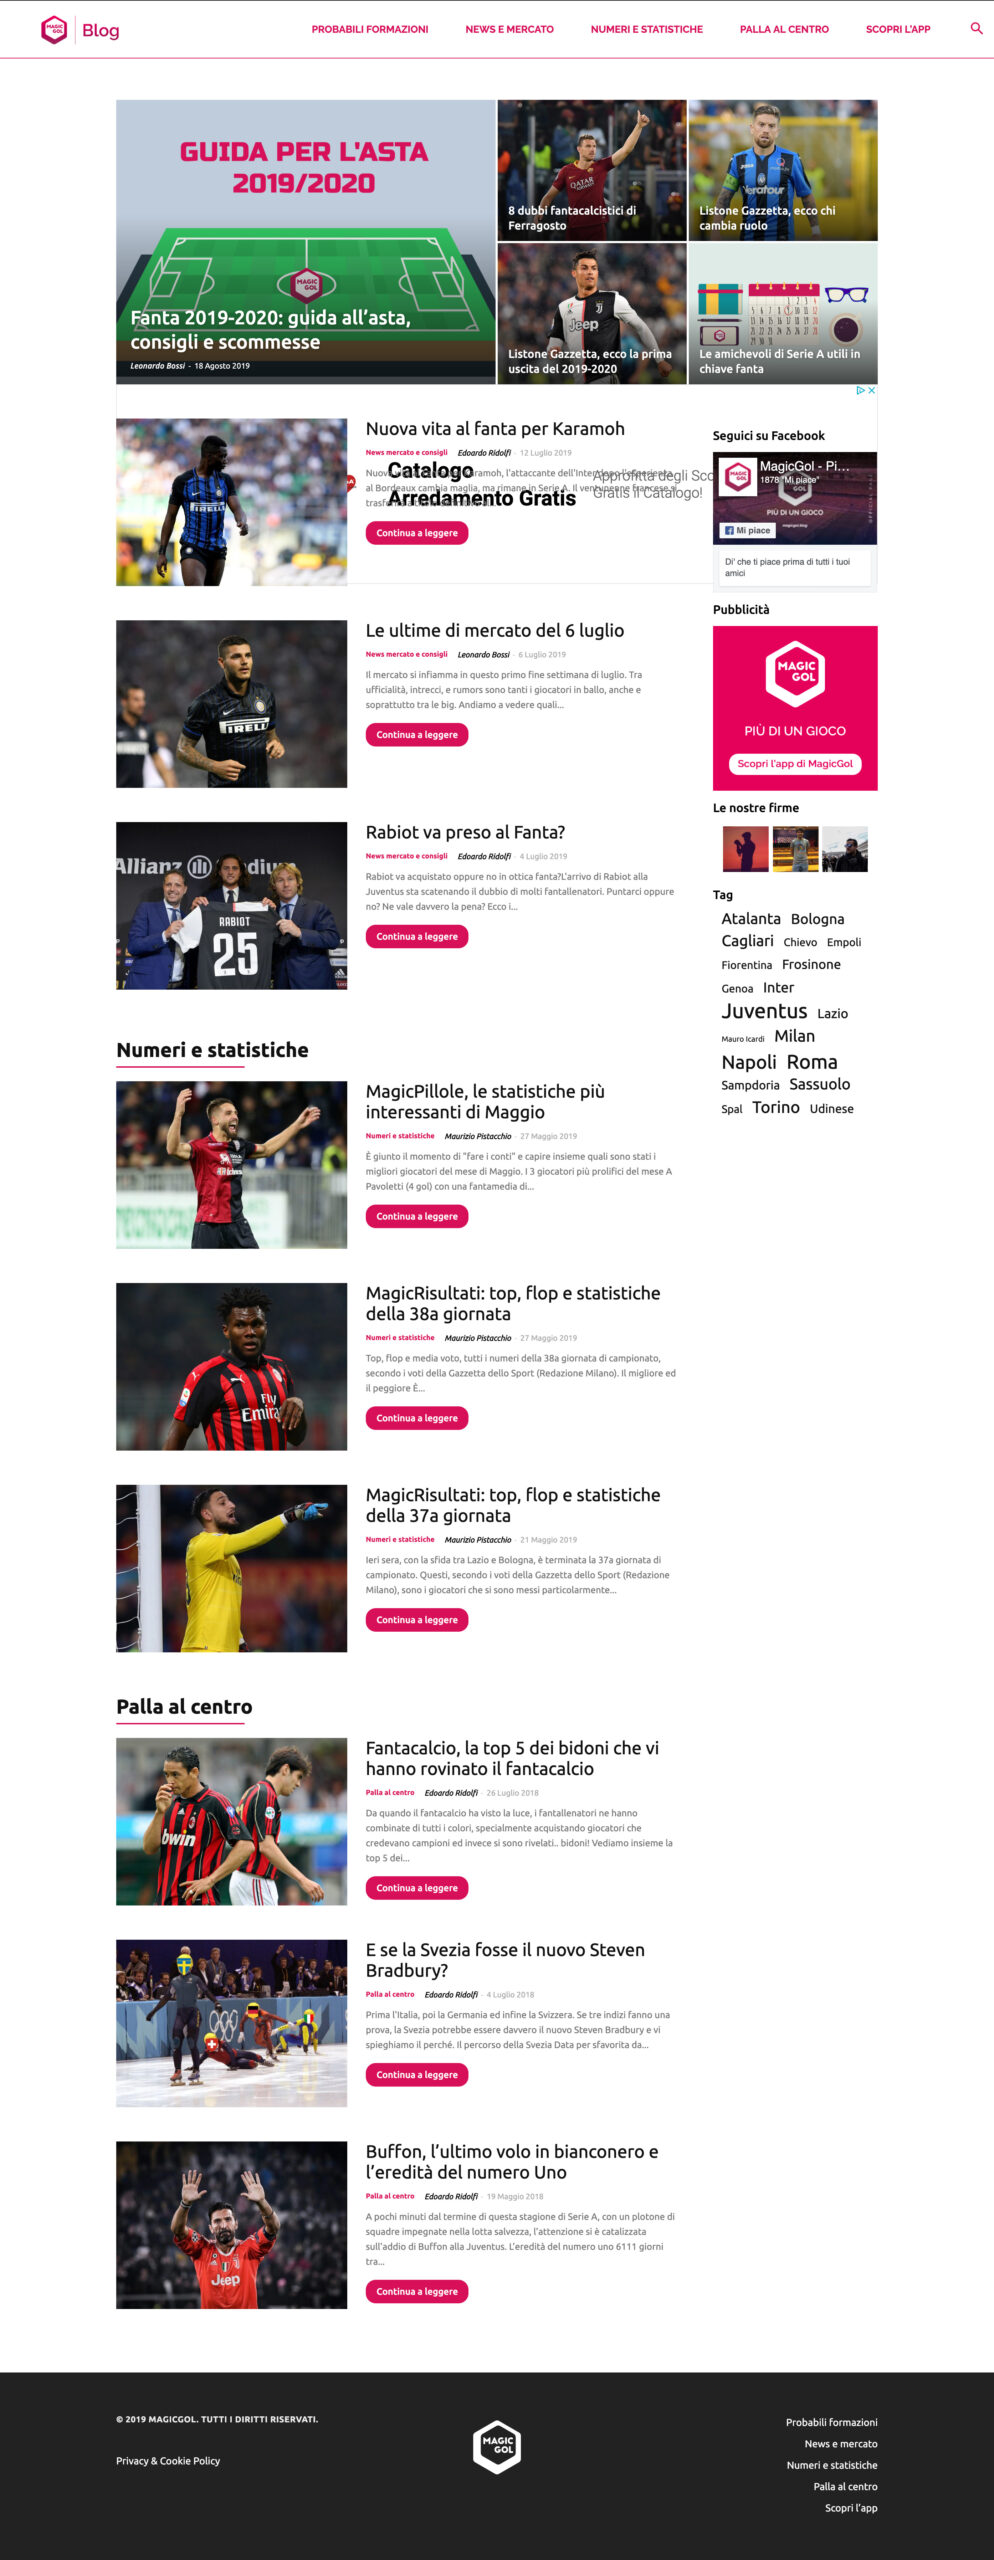 MAGIC
GOL
Blog
PROBABILI FORMAZIONI
NEWS E MERCATO
NUMERI E STATISTICHE
PALLA AL CENTRO
SCOPRI L'APP
GUIDA PER L'ASTA
2019/2020
MAGIC
GOL
Fanta 2019-2020: guida all'asta,
consigli e scommesse
Leonardo Bossi - 18 Agosto 2019
8 dubbi fantacalcistici di
Ferragosto
Listone Gazzetta, ecco chi
cambia ruolo
Jeep
Listone Gazzetta, ecco la prima
uscita del 2019-2020
Le amichevoli di Serie A utili in
chiave fanta
Nuova vita al fanta per Karamoh
News mercato e consigli Edoardo Ridolfi - 12 Luglio 2019
Catalogo
Arredamento Gratis
Approfitta degli Sco
Gratis il Catalogo!
al Bordeaux cambia maglia, ma rimane in Serie A. Il ventunenne francese si
Continua a leggere
Le ultime di mercato del 6 luglio
News mercato e consigli Leonardo Bossi - 6 Luglio 2019
Il mercato si infiamma in questo primo fine settimana di luglio. Tra
ufficialità, intrecci, e rumors sono tanti i giocatori in ballo, anche e
soprattutto tra le big. Andiamo a vedere quali...
Continua a leggere
IRELLI
Rabiot va preso al Fanta?
News mercato e consigli Edoardo Ridolfi - 4 Luglio 2019
Rabiot va acquistato oppure no in ottica fanta?L'arrivo di Rabiot alla
Juventus sta scatenando il dubbio di molti fantallenatori. Puntarci oppure
no? Ne vale davvero la pena? Ecco i...
Continua a leggere
Allianz
RABIOT
25
Seguici su Facebook
MagicGol - Pi...
1878 "Mi piace"
PIÙ DI UN GIOCO
Mi piace
Di' che ti piace prima di tutti i tuoi
amici
Pubblicità
MAGIC
GOL
PIÙ DI UN GIOCO
Scopri l'app di MagicGol
Le nostre firme
Tag
Atalanta Bologna
Cagliari Chievo Empoli
Fiorentina Frosinone
Genoa Inter
Juventus Lazio
Mauro Icardi Milan
Napoli Roma
Sampdoria Sassuolo
Spal Torino Udinese
Numeri e statistiche
MagicPillole, le statistiche più
interessanti di Maggio
Numeri e statistiche Maurizio Pistacchio - 27 Maggio 2019
È giunto il momento di "fare i conti" e capire insieme quali sono stati i
migliori giocatori del mese di Maggio. I 3 giocatori più prolifici del mese A
Pavoletti (4 gol) con una fantamedia di...
Continua a leggere
MagicRisultati: top, flop e statistiche
della 38a giornata
Numeri e statistiche Maurizio Pistacchio - 27 Maggio 2019
Top, flop e media voto, tutti i numeri della 38a giornata di campionato,
secondo i voti della Gazzetta dello Sport (Redazione Milano). Il migliore ed
il peggiore È...
Continua a leggere
Fly
Emira
MagicRisultati: top, flop e statistiche
della 37a giornata
Numeri e statistiche Maurizio Pistacchio - 21 Maggio 2019
Ieri sera, con la sfida tra Lazio e Bologna, è terminata la 37a giornata di
campionato. Questi, secondo i voti della Gazzetta dello Sport (Redazione
Milano), sono i giocatori che si sono messi particolarmente...
Continua a leggere
Palla al centro
Fantacalcio, la top 5 dei bidoni che vi
hanno rovinato il fantacalcio
Palla al centro Edoardo Ridolfi - 26 Luglio 2018
Da quando il fantacalcio ha visto la luce, i fantallenatori ne hanno
combinate di tutti i colori, specialmente acquistando giocatori che
credevano campioni ed invece si sono rivelati.. bidoni! Vediamo insieme la
top 5 dei...
Continua a leggere
bwin
E se la Svezia fosse il nuovo Steven
Bradbury?
Palla al centro Edoardo Ridolfi - 4 Luglio 2018
Prima l'Italia, poi la Germania ed infine la Svizzera. Se tre indizi fanno una
prova, la Svezia potrebbe essere davvero il nuovo Steven Bradbury e vi
spieghiamo il perché. Il percorso della Svezia Data per sfavorita da...
Continua a leggere
Buffon, l'ultimo volo in bianconero e
l'eredità del numero Uno
Palla al centro Edoardo Ridolfi - 19 Maggio 2018
A pochi minuti dal termine di questa stagione di Serie A, con un plotone di
squadre impegnate nella lotta salvezza, l'attenzione si è catalizzata
sull'addio di Buffon alla Juventus. L'eredità del numero uno 6111 giorni
tra...
Continua a leggere
Jeep
© 2019 MAGICGOL. TUTTI I DIRITTI RISERVATI.
Privacy & Cookie Policy
MAGIC
GOL
Probabili formazioni
News e mercato
Numeri e statistiche
Palla al centro
Scopri l'app